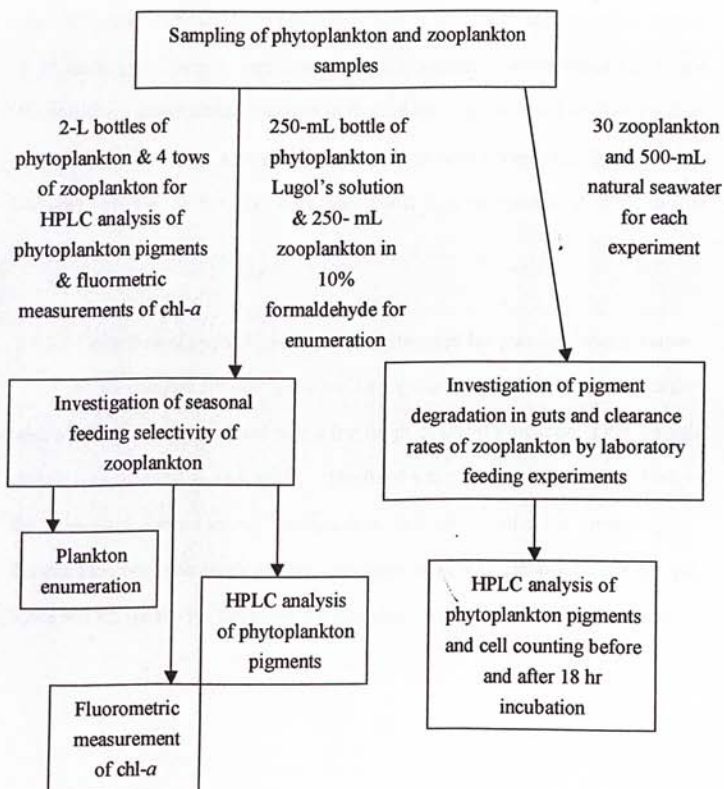 Sampling of phytoplankton and zooplankton
samples
2-L bottles of
phytoplankton & 4 tows
of zooplankton for
HPLC analysis of
phytoplankton pigments
& fluormetric
measurements of chl-a
250-mL bottle of
phytoplankton in
Lugol's solution
& 250- mL
zooplankton in
10%
formaldehyde for
enumeration
30 zooplankton
and 500-mL
natural seawater
for each
experiment
Investigation of seasonal
feeding selectivity of
zooplankton
Investigation of pigment
degradation in guts and clearance
rates of zooplankton by laboratory
feeding experiments
Plankton
enumeration
HPLC analysis
of phytoplankton
pigments
Fluorometric
measurement
of chl-a
HPLC analysis of
phytoplankton pigments
and cell counting before
and after 18 hr
incubation